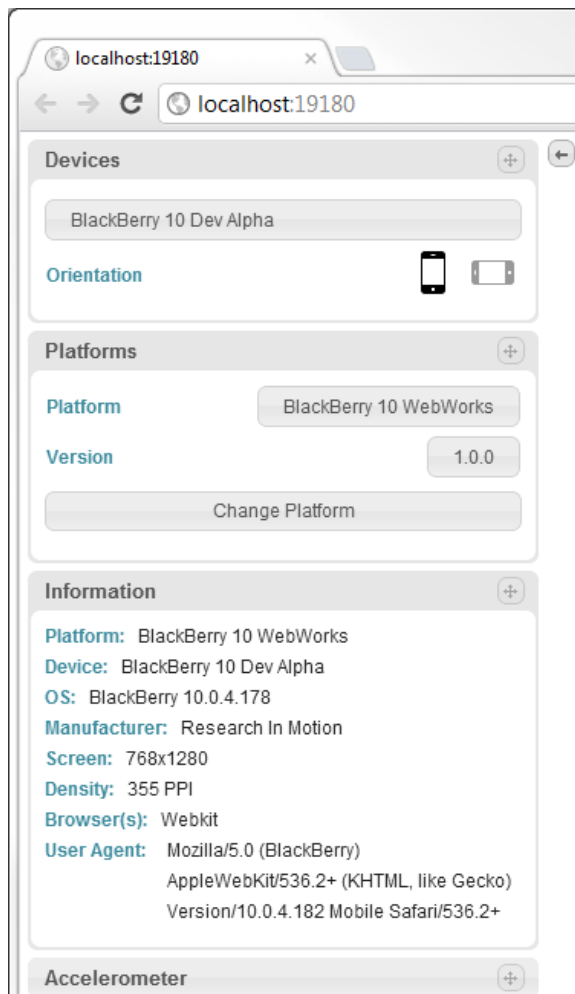 localhost:19180
localhost:19180
Devices
BlackBerry 10 Dev Alpha
Orientation
Platforms
Platform BlackBerry 10 WebWorks
Version 1.0.0
Change Platform
Information
Platform: BlackBerry 10 WebWorks
Device: BlackBerry 10 Dev Alpha
OS: BlackBerry 10.0.4.178
Manufacturer: Research In Motion
Screen: 768x1280
Density: 355 PPI
Browser(s): Webkit
User Agent: Mozilla/5.0 (BlackBerry)
AppleWebKit/536.2+ (KHTML, like Gecko)
Version/10.0.4.182 Mobile Safari/536.2+
Accelerometer